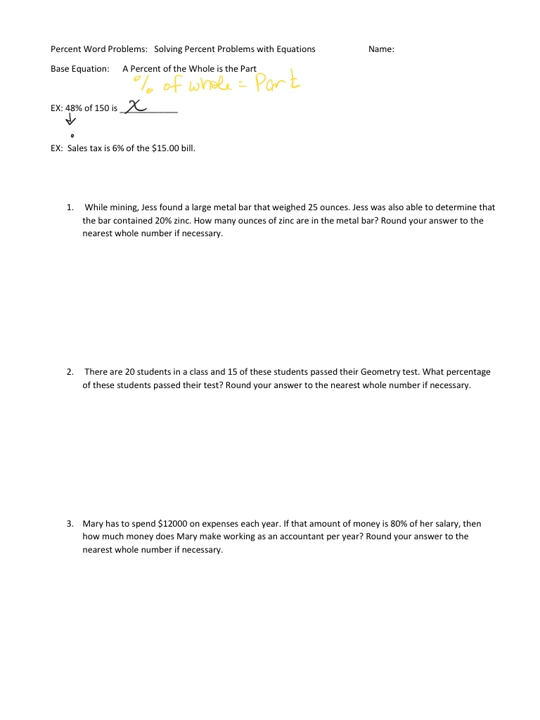 Percent Word Problems: Solving Percent Problems with Equations Name:
Base Equation: A Percent of the Whole is the Part
% of whole = Part
EX: 48% of 150 is ____________ x
EX: Sales tax is 6% of the $15.00 bill.
1. While mining, Jess found a large metal bar that weighed 25 ounces. Jess was also able to determine that
the bar contained 20% zinc. How many ounces of zinc are in the metal bar? Round your answer to the
nearest whole number if necessary.
2. There are 20 students in a class and 15 of these students passed their Geometry test. What percentage
of these students passed their test? Round your answer to the nearest whole number if necessary.
3. Mary has to spend $12000 on expenses each year. If that amount of money is 80% of her salary, then
how much money does Mary make working as an accountant per year? Round your answer to the
nearest whole number if necessary.